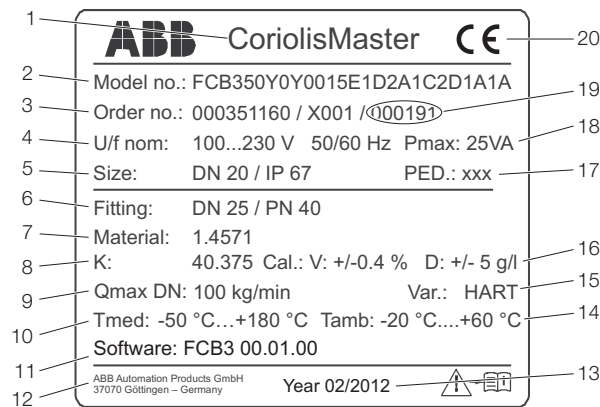 1 ABB CoriolisMaster CE 20
2 Model no.: FCB350Y0Y0015E1D2A1C2D1A1A
3 Order no.: 000351160 / X001 / 000191 19
4 U/f nom: 100...230 V 50/60 Hz Pmax: 25VA 18
5 Size: DN 20 / IP 67 PED.: xxx 17
6 Fitting: DN 25 / PN 40
7 Material: 1.4571
8 K: 40.375 Cal.: V: +/-0.4 % D: +/- 5 g/l 16
9 Qmax DN: 100 kg/min Var.: HART 15
10 Tmed: -50 °C…+180 °C Tamb: -20 °C....+60 °C 14
11 Software: FCB3 00.01.00
12 ABB Automation Products GmbH
37070 Göttingen – Germany
Year 02/2012 13